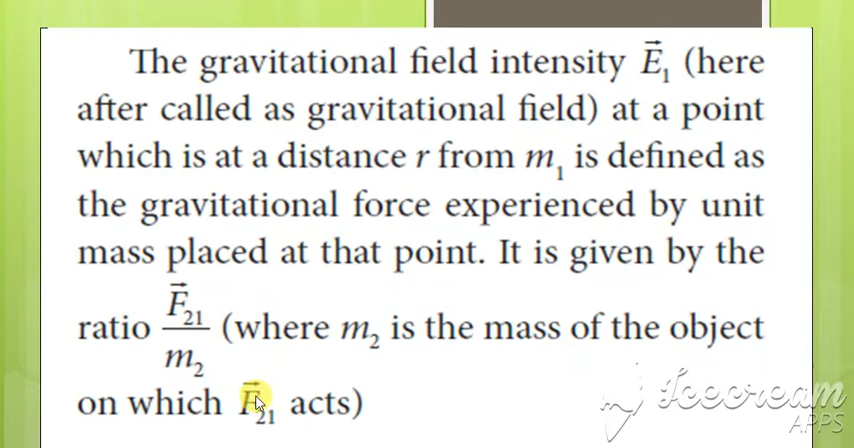 The gravitational field intensity E⃗₁ (here
after called as gravitational field) at a point
which is at a distance r from m₁ is defined as
the gravitational force experienced by unit
mass placed at that point. It is given by the
ratio F⃗₂₁/m₂ (where m₂ is the mass of the object
on which F⃗₂₁ acts)
Icecream
APPS